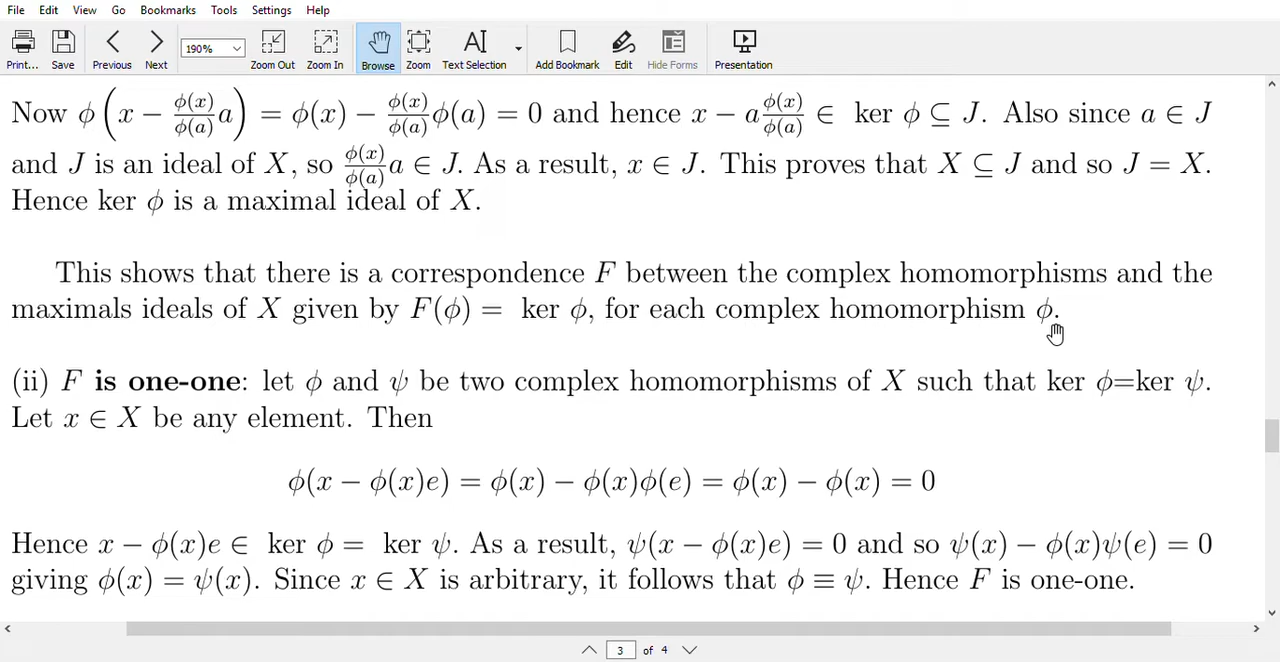 File Edit View Go Bookmarks Tools Settings Help
Print... Save Previous Next 190% Zoom Out Zoom In Browse Zoom Text Selection Add Bookmark Edit Hide Forms Presentation
Now ϕ(x − ϕ(x)/ϕ(a) a) = ϕ(x) − ϕ(x)/ϕ(a) ϕ(a) = 0 and hence x − a ϕ(x)/ϕ(a) ∈ ker ϕ ⊆ J. Also since a ∈ J
and J is an ideal of X, so ϕ(x)/ϕ(a) a ∈ J. As a result, x ∈ J. This proves that X ⊆ J and so J = X.
Hence ker ϕ is a maximal ideal of X.
This shows that there is a correspondence F between the complex homomorphisms and the
maximals ideals of X given by F(ϕ) = ker ϕ, for each complex homomorphism ϕ.
(ii) F is one-one: let ϕ and ψ be two complex homomorphisms of X such that ker ϕ=ker ψ.
Let x ∈ X be any element. Then
ϕ(x − ϕ(x)e) = ϕ(x) − ϕ(x)ϕ(e) = ϕ(x) − ϕ(x) = 0
Hence x − ϕ(x)e ∈ ker ϕ = ker ψ. As a result, ψ(x − ϕ(x)e) = 0 and so ψ(x) − ϕ(x)ψ(e) = 0
giving ϕ(x) = ψ(x). Since x ∈ X is arbitrary, it follows that ϕ ≡ ψ. Hence F is one-one.
3 of 4